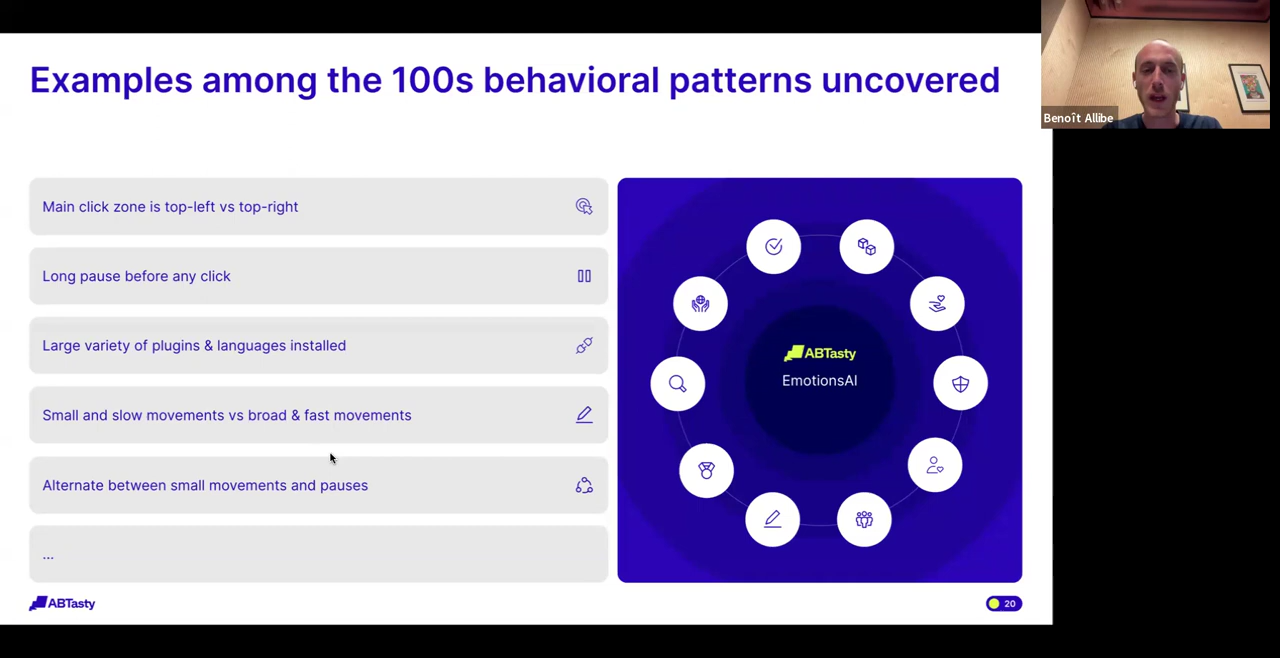 Examples among the 100s behavioral patterns uncovered
Benoît Allibe
Main click zone is top-left vs top-right
Long pause before any click
Large variety of plugins & languages installed
Small and slow movements vs broad & fast movements
Alternate between small movements and pauses
...
ABTasty
EmotionsAI
ABTasty
20